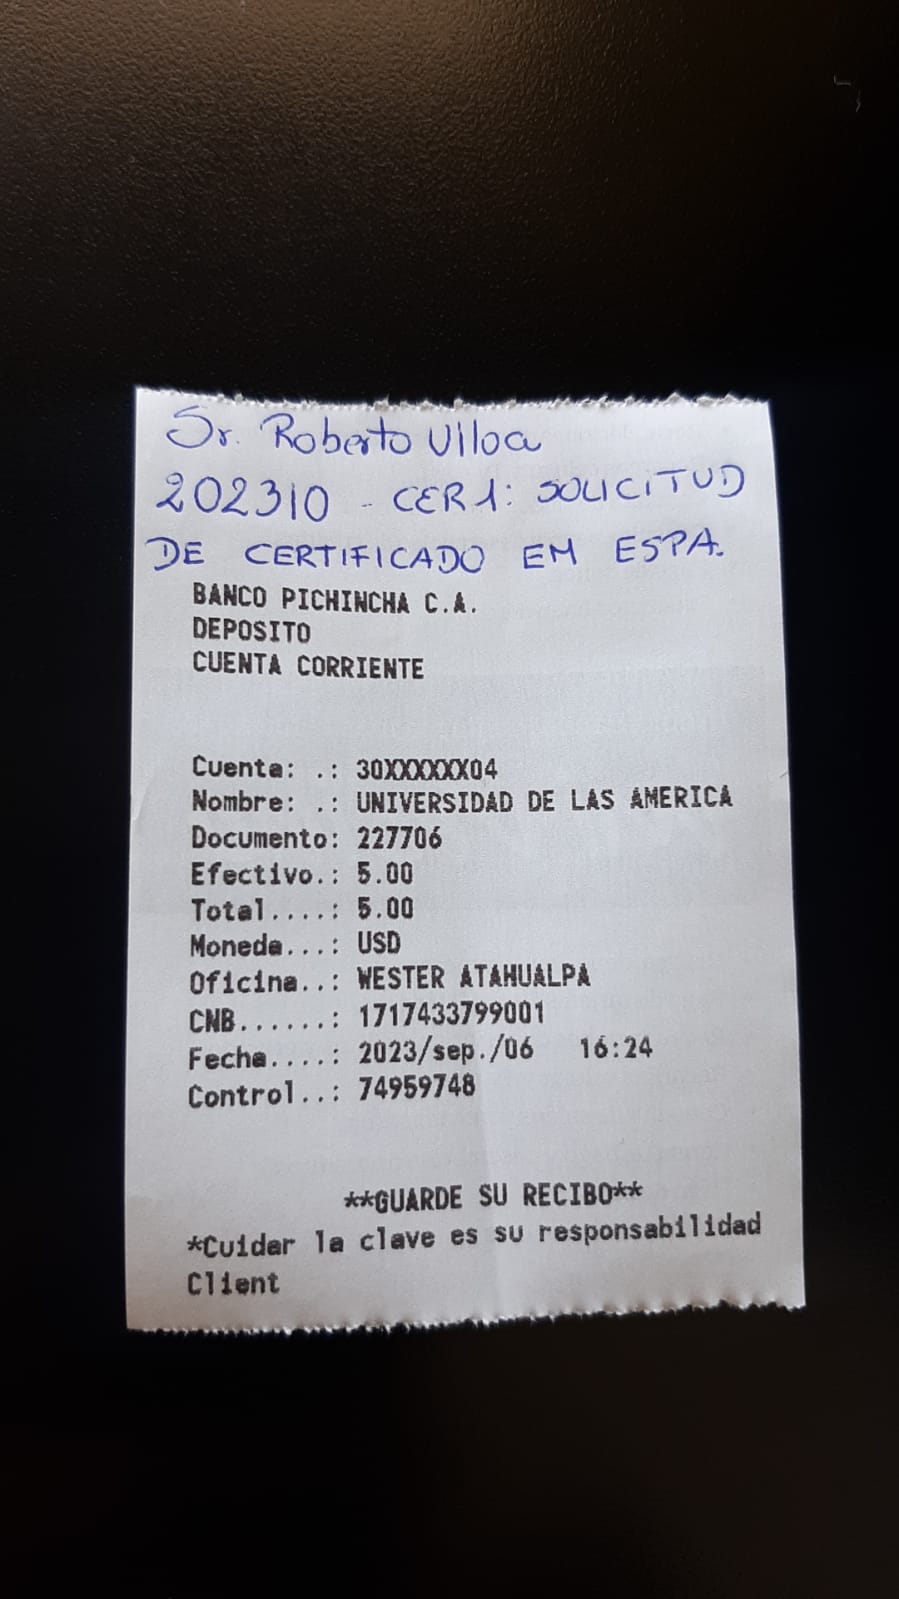 Sr. Roberto Ulloa
202310 - CER1: SOLICITUD
DE CERTIFICADO EM ESPA.
BANCO PICHINCHA C.A.
DEPOSITO
CUENTA CORRIENTE
Cuenta: .: 30XXXXXX04
Nombre: .: UNIVERSIDAD DE LAS AMERICA
Documento: 227706
Efectivo.: 5.00
Total....: 5.00
Moneda...: USD
Oficina..: WESTER ATAHUALPA
CNB......: 1717433799001
Fecha....: 2023/sep./06 16:24
Control..: 74959748
**GUARDE SU RECIBO**
*Cuidar la clave es su responsabilidad
Client